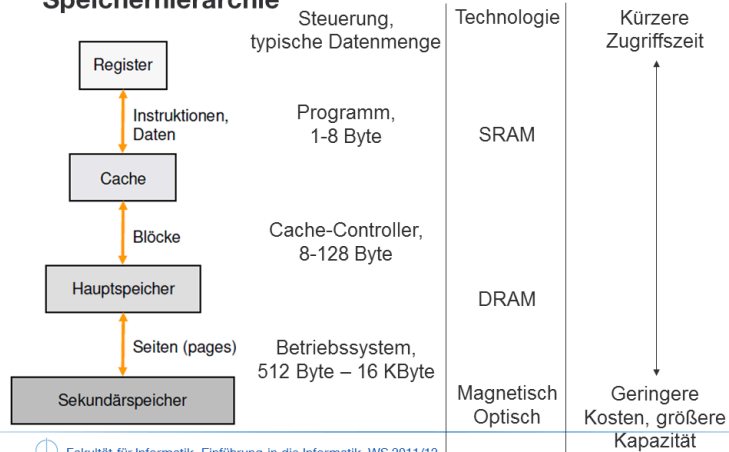 Speicherhierarchie
Steuerung,
typische Datenmenge
Technologie
Kürzere
Zugriffszeit
Register
Instruktionen,
Daten
Programm,
1-8 Byte
SRAM
Cache
Blöcke
Cache-Controller,
8-128 Byte
Hauptspeicher
DRAM
Seiten (pages)
Betriebssystem,
512 Byte – 16 KByte
Sekundärspeicher
Magnetisch
Optisch
Geringere
Kosten, größere
Kapazität
Fakultät für Informatik, Einführung in die Informatik, WS 2011/12